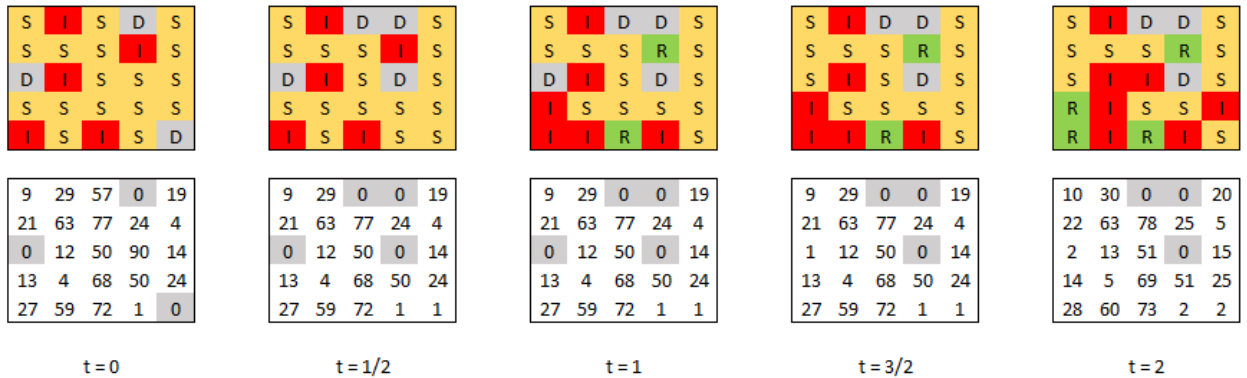 S I S D S S I D D S S I D D S S I D D S S I D D S
S S S I S S S S I S S S S R S S S S R S S S S R S
D I S S S D I S D S D I S D S S I S D S S I I D S
S S S S S S S S S S I S S S S I S S S S R I S S I
I S I S D I S I S S I I R I S I I R I S R I R I S
9 29 57 0 19 9 29 0 0 19 9 29 0 0 19 9 29 0 0 19 10 30 0 0 20
21 63 77 24 4 21 63 77 24 4 21 63 77 24 4 21 63 77 24 4 22 63 78 25 5
0 12 50 90 14 0 12 50 0 14 0 12 50 0 14 1 12 50 0 14 2 13 51 0 15
13 4 68 50 24 13 4 68 50 24 13 4 68 50 24 13 4 68 50 24 14 5 69 51 25
27 59 72 1 0 27 59 72 1 1 27 59 72 1 1 27 59 72 1 1 28 60 73 2 2
t = 0 t = 1/2 t = 1 t = 3/2 t = 2